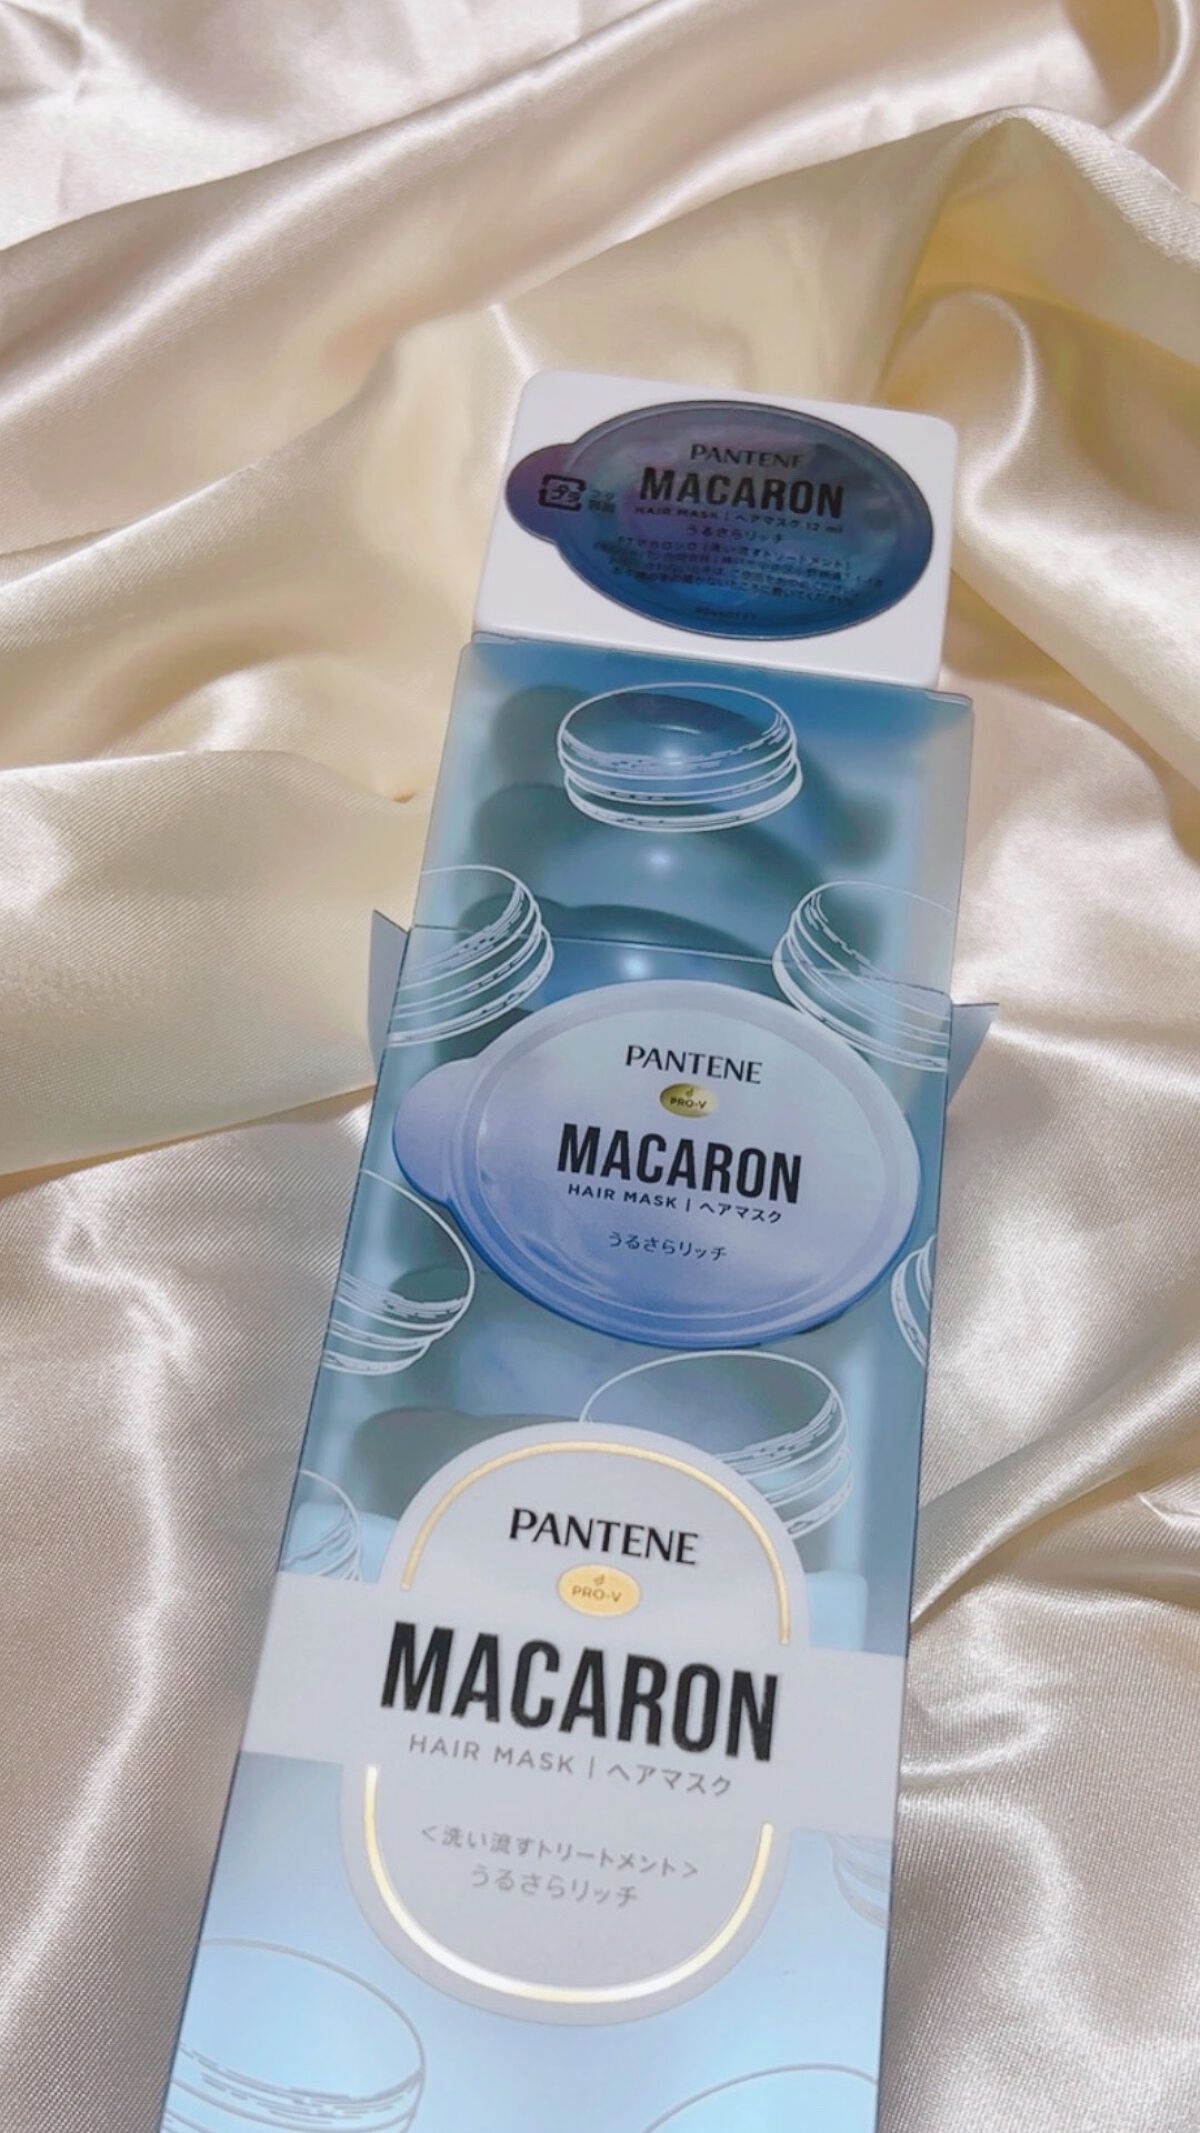 PANTENE
MACARON
HAIR MASK | ヘアマスク 12 ml
うるさらリッチ
プラ
PANTENE
PRO-V
MACARON
HAIR MASK | ヘアマスク
うるさらリッチ
PANTENE
PRO-V
MACARON
HAIR MASK | ヘアマスク
<洗い流すトリートメント>
うるさらリッチ